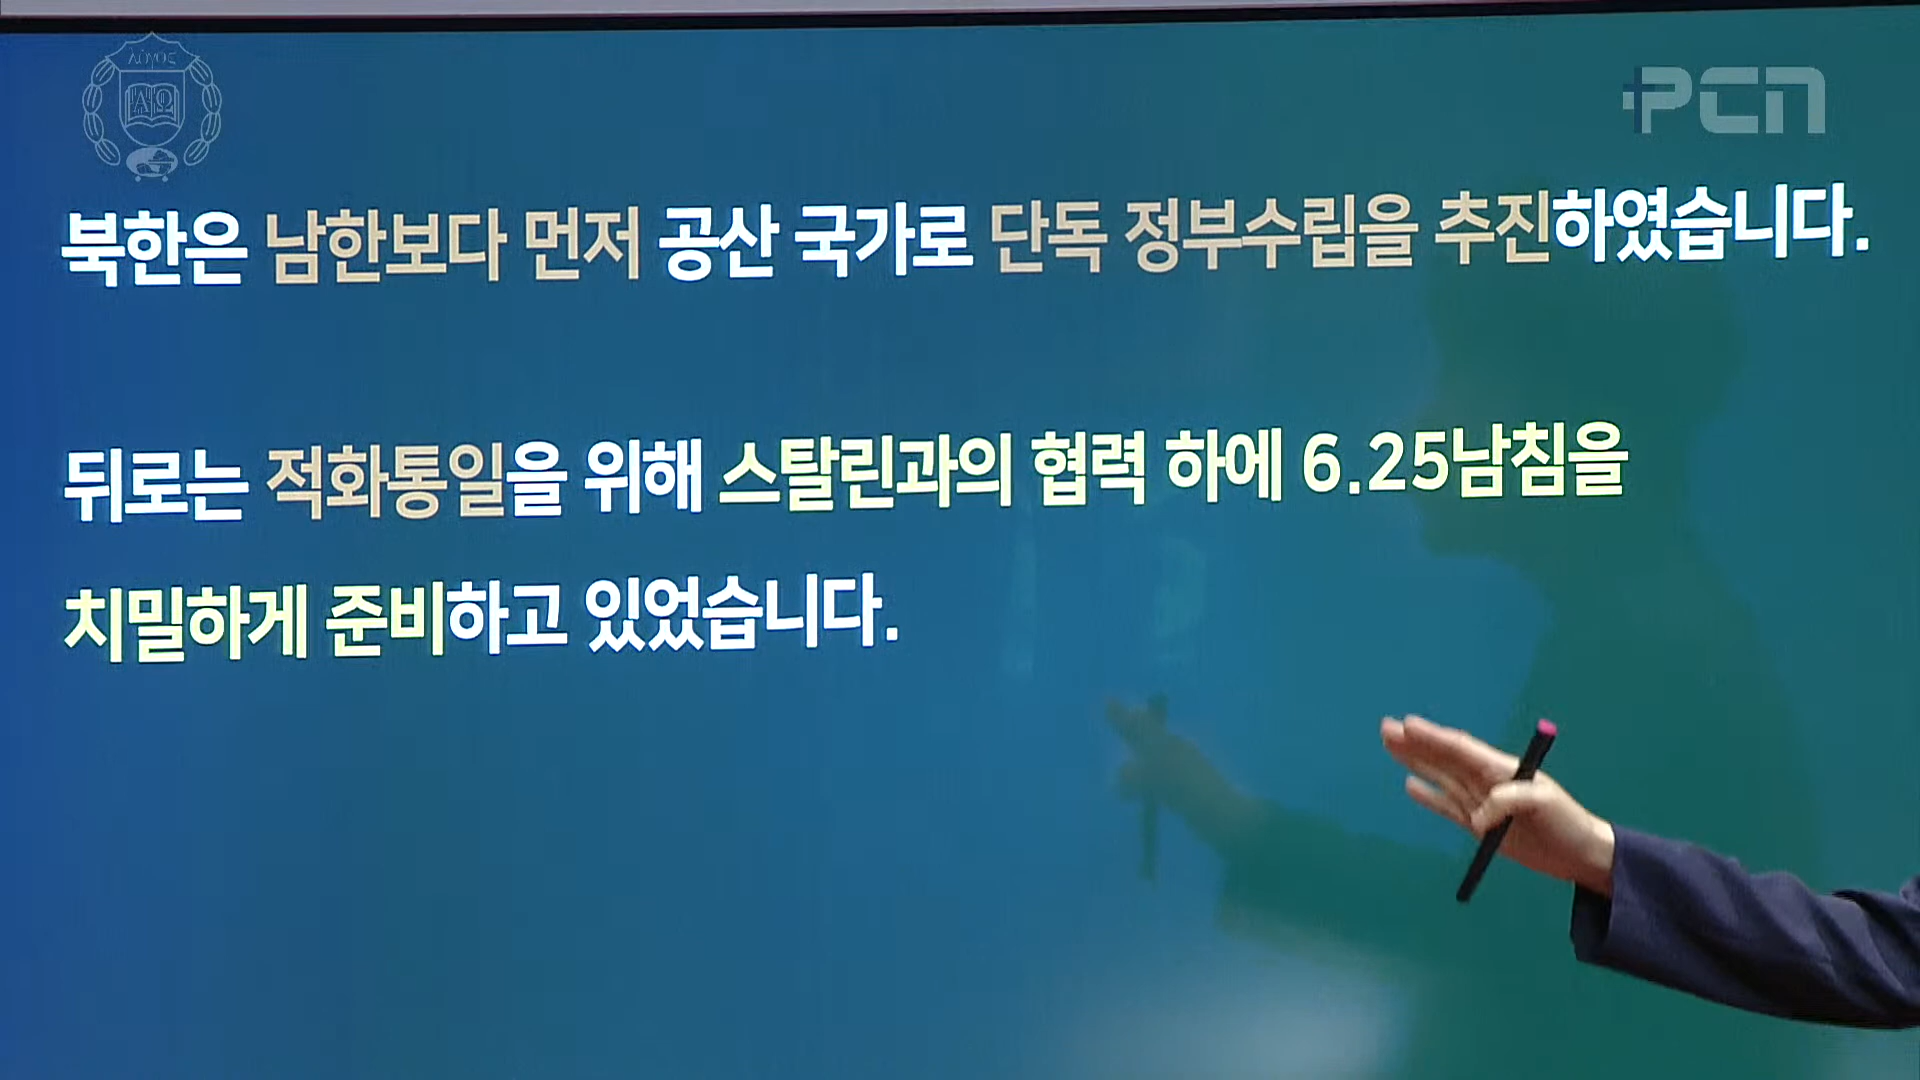 ΛΟΓΟΣ
Α Ω
PCN
북한은 남한보다 먼저 공산 국가로 단독 정부수립을 추진하였습니다.
뒤로는 적화통일을 위해 스탈린과의 협력 하에 6.25남침을
치밀하게 준비하고 있었습니다.